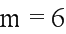 m = 6